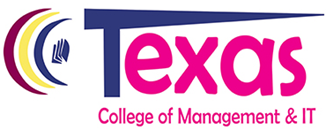 Texas
College of Management & IT